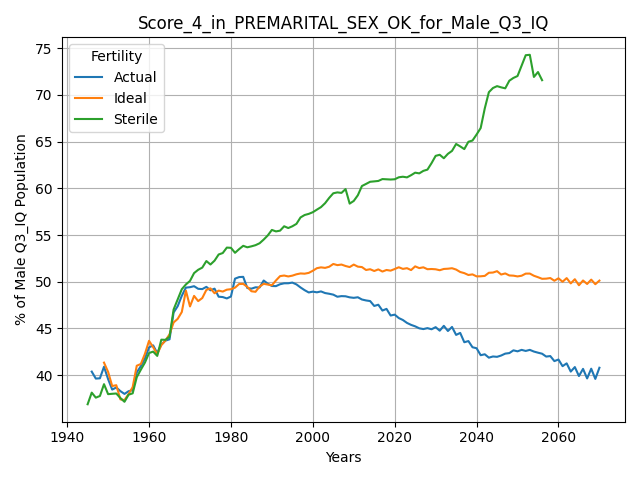 Score_4_in_PREMARITAL_SEX_OK_for_Male_Q3_IQ
Fertility
Actual
Ideal
Sterile
% of Male Q3_IQ Population
75
70
65
60
55
50
45
40
1940
1960
1980
2000
2020
2040
2060
Years